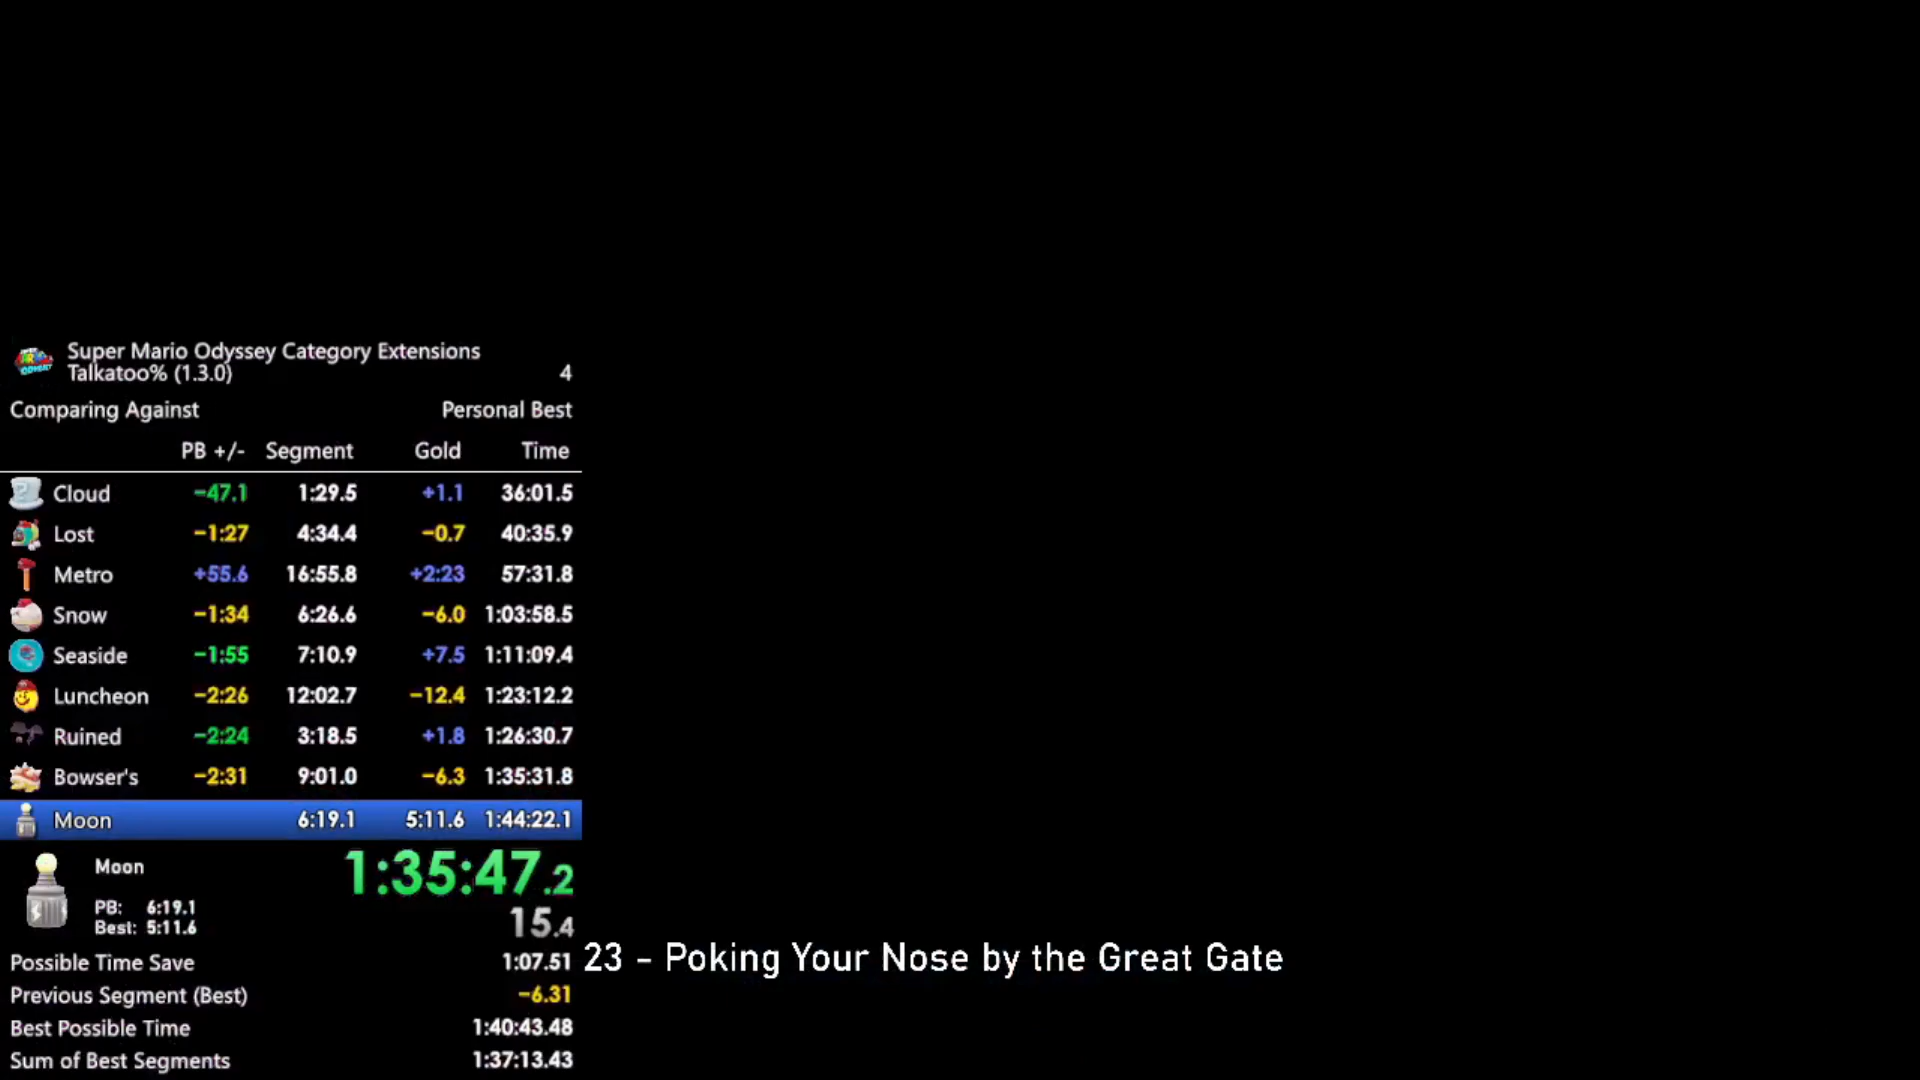 Super Mario Odyssey Category Extensions
Talkatoo% (1.3.0) 4
Comparing Against Personal Best
PB +/- Segment Gold Time
Cloud −47.1 1:29.5 +1.1 36:01.5
Lost −1:27 4:34.4 −0.7 40:35.9
Metro +55.6 16:55.8 +2:23 57:31.8
Snow −1:34 6:26.6 −6.0 1:03:58.5
Seaside −1:55 7:10.9 +7.5 1:11:09.4
Luncheon −2:26 12:02.7 −12.4 1:23:12.2
Ruined −2:24 3:18.5 +1.8 1:26:30.7
Bowser's −2:31 9:01.0 −6.3 1:35:31.8
Moon 6:19.1 5:11.6 1:44:22.1
Moon 1:35:47.2
PB: 6:19.1
Best: 5:11.6 15.4
Possible Time Save 1:07.51
23 - Poking Your Nose by the Great Gate
Previous Segment (Best) −6.31
Best Possible Time 1:40:43.48
Sum of Best Segments 1:37:13.43